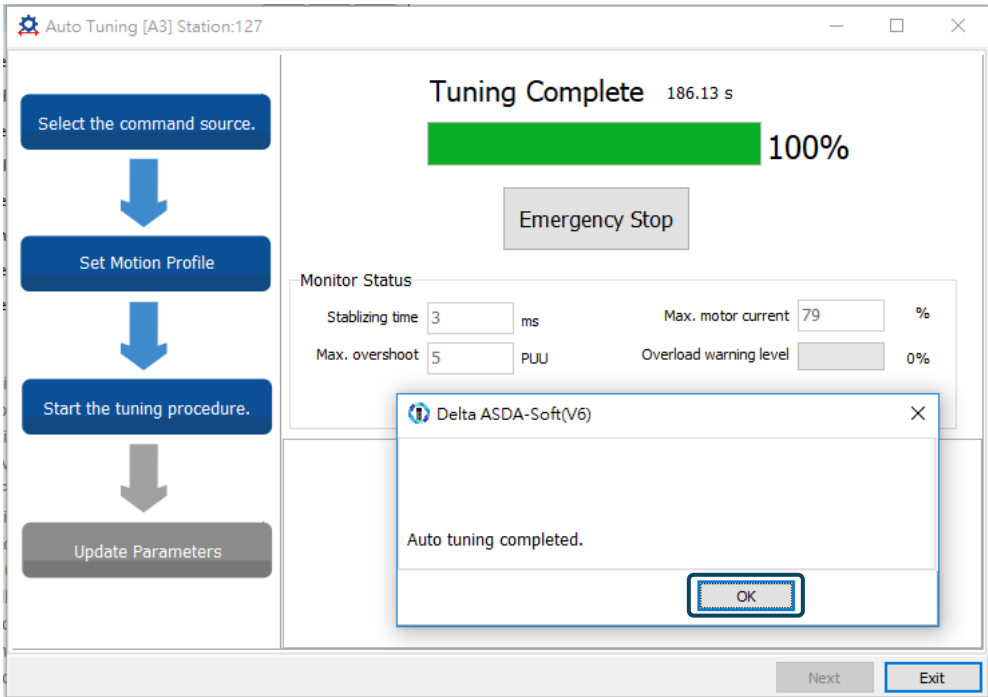 Auto Tuning [A3] Station:127
Select the command source.
Set Motion Profile
Start the tuning procedure.
Update Parameters
Tuning Complete 186.13 s
100%
Emergency Stop
Monitor Status
Stablizing time 3 ms
Max. motor current 79 %
Max. overshoot 5 PUU
Overload warning level 0%
Delta ASDA-Soft(V6)
Auto tuning completed.
OK
Next
Exit